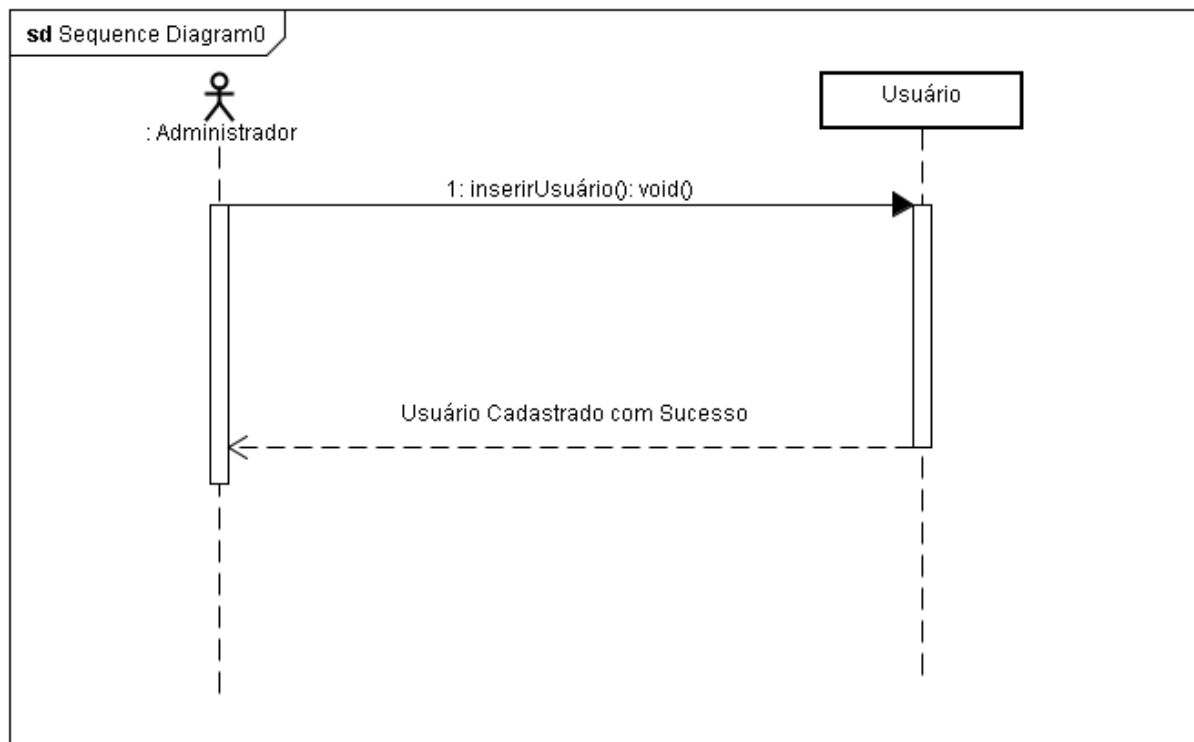 sd Sequence Diagram0
: Administrador
Usuário
1: inserirUsuário(): void()
Usuário Cadastrado com Sucesso